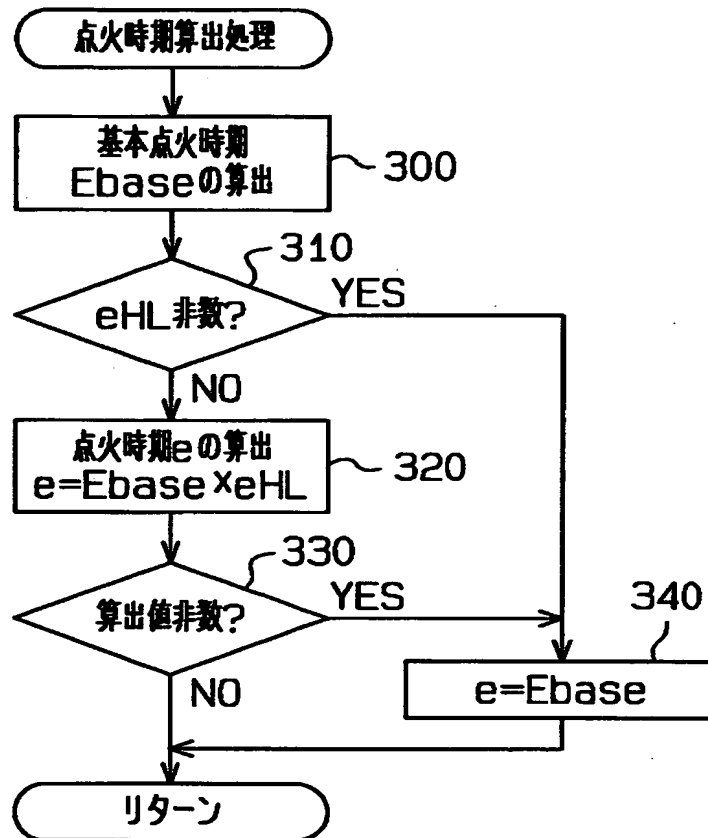 点火時期算出処理
基本点火時期
Ebaseの算出
300
310
eHL非数?
YES
NO
点火時期eの算出
e=Ebase×eHL
320
330
算出値非数?
YES
340
NO
e=Ebase
リターン